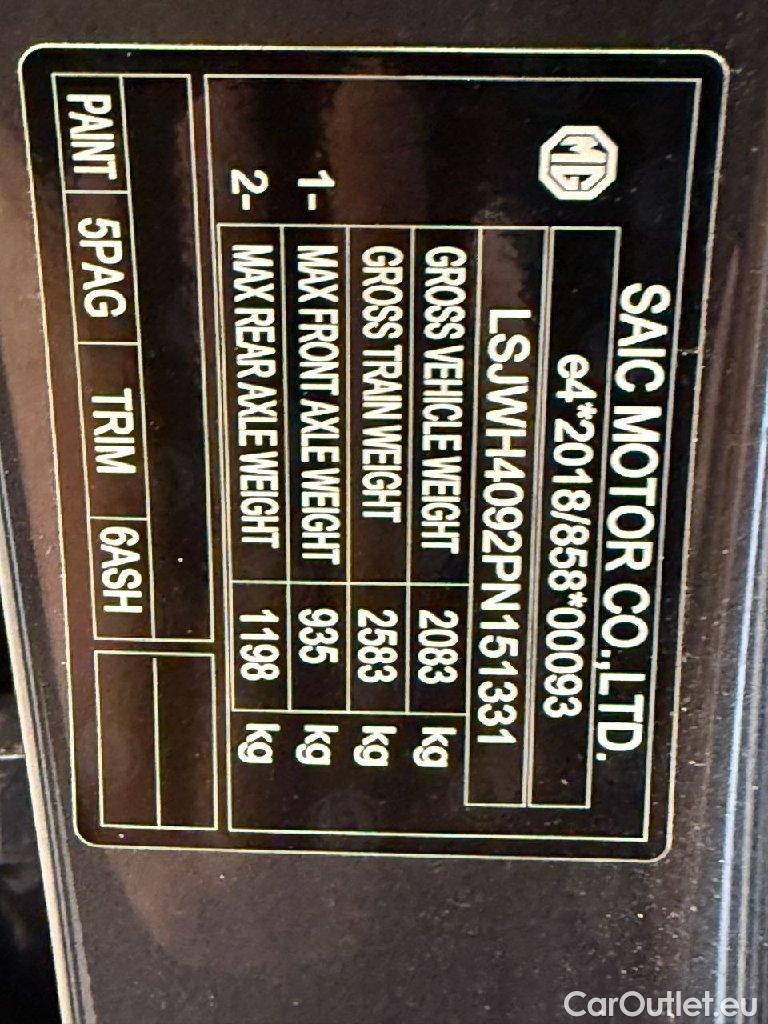 MG
SAIC MOTOR CO.,LTD.
e4*2018/858*00093
LSJWH4092PN151331
GROSS VEHICLE WEIGHT 2083 kg
GROSS TRAIN WEIGHT 2583 kg
1- MAX FRONT AXLE WEIGHT 935 kg
2- MAX REAR AXLE WEIGHT 1198 kg
PAINT 5PAG TRIM 6ASH
CarOutlet.eu